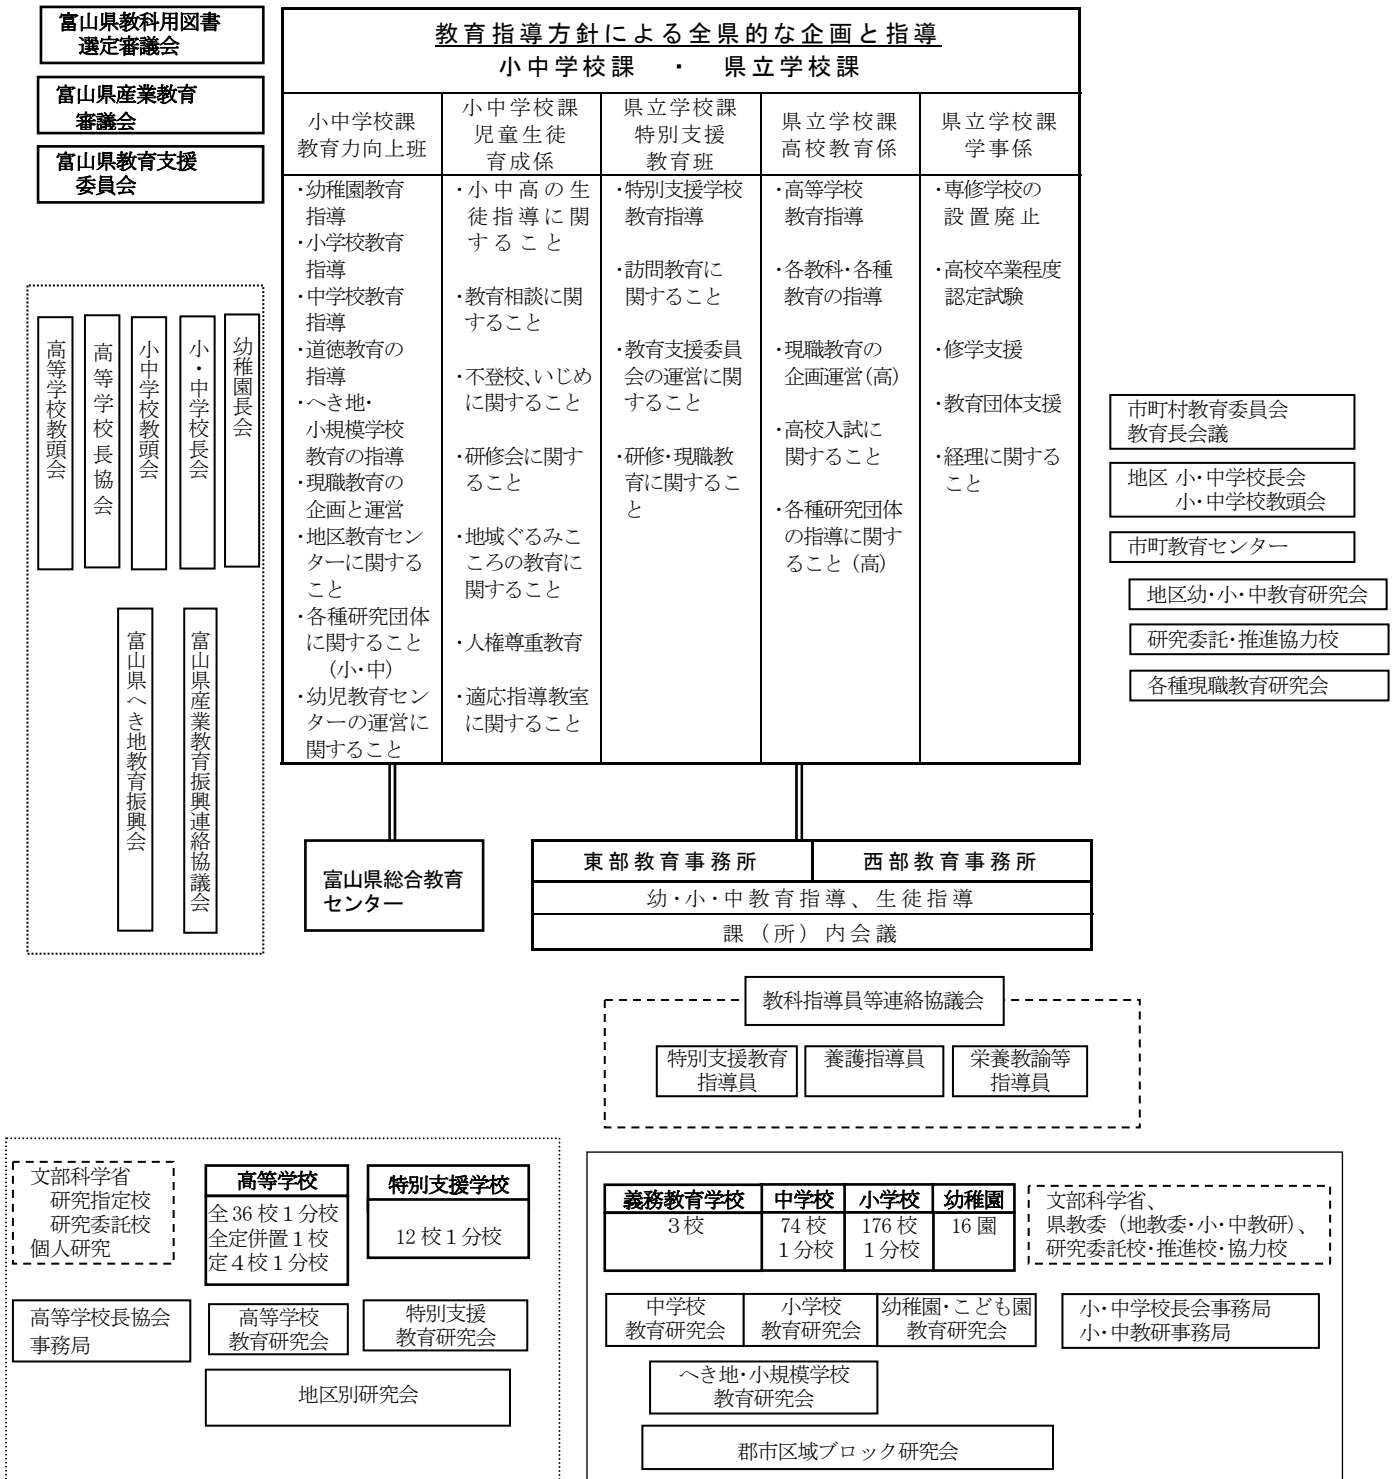 富山県教科用図書
選定審議会
富山県産業教育
審議会
富山県教育支援
委員会
教育指導方針による全県的な企画と指導
小中学校課 ・ 県立学校課
小中学校課
教育力向上班
・幼稚園教育
指導
・小学校教育
指導
・中学校教育
指導
・道徳教育の
指導
・へき地・
小規模学校
教育の指導
・現職教育の
企画と運営
・地区教育セン
ターに関する
こと
・各種研究団体
に関すること
(小・中)
・幼児教育セン
ターの運営に
関すること
小中学校課
児童生徒
育成係
・小中高の生
徒指導に関
すること
・教育相談に関
すること
・不登校、いじめ
に関すること
・研修会に関す
ること
・地域ぐるみこ
ころの教育に
関すること
・人権尊重教育
・適応指導教室
に関すること
県立学校課
特別支援
教育班
・特別支援学校
教育指導
・訪問教育に
関すること
・教育支援委員
会の運営に関
すること
・研修・現職教
育に関するこ
と
県立学校課
高校教育係
・高等学校
教育指導
・各教科・各種
教育の指導
・現職教育の
企画運営(高)
・高校入試に
関すること
・各種研究団体
の指導に関す
ること(高)
県立学校課
学事係
・専修学校の
設置廃止
・高校卒業程度
認定試験
・修学支援
・教育団体支援
・経理に関する
こと
高等学校教頭会
高等学校長協会
小中学校教頭会
小・中学校長会
幼稚園長会
富山県へき地教育振興会
富山県産業教育振興連絡協議会
市町村教育委員会
教育長会議
地区 小・中学校長会
小・中学校教頭会
市町教育センター
地区幼・小・中教育研究会
研究委託・推進協力校
各種現職教育研究会
富山県総合教育
センター
東部教育事務所
西部教育事務所
幼・小・中教育指導、生徒指導
課(所)内会議
教科指導員等連絡協議会
特別支援教育
指導員
養護指導員
栄養教諭等
指導員
文部科学省
研究指定校
研究委託校
個人研究
高等学校
全36校1分校
全定併置1校
定4校1分校
特別支援学校
12校1分校
高等学校長協会
事務局
高等学校
教育研究会
特別支援
教育研究会
地区別研究会
義務教育学校
3校
中学校
74校
1分校
小学校
176校
1分校
幼稚園
16園
文部科学省、
県教委(地教委・小・中教研)、
研究委託校・推進校・協力校
中学校
教育研究会
小学校
教育研究会
幼稚園・こども園
教育研究会
小・中学校長会事務局
小・中教研事務局
へき地・小規模学校
教育研究会
郡市区域ブロック研究会